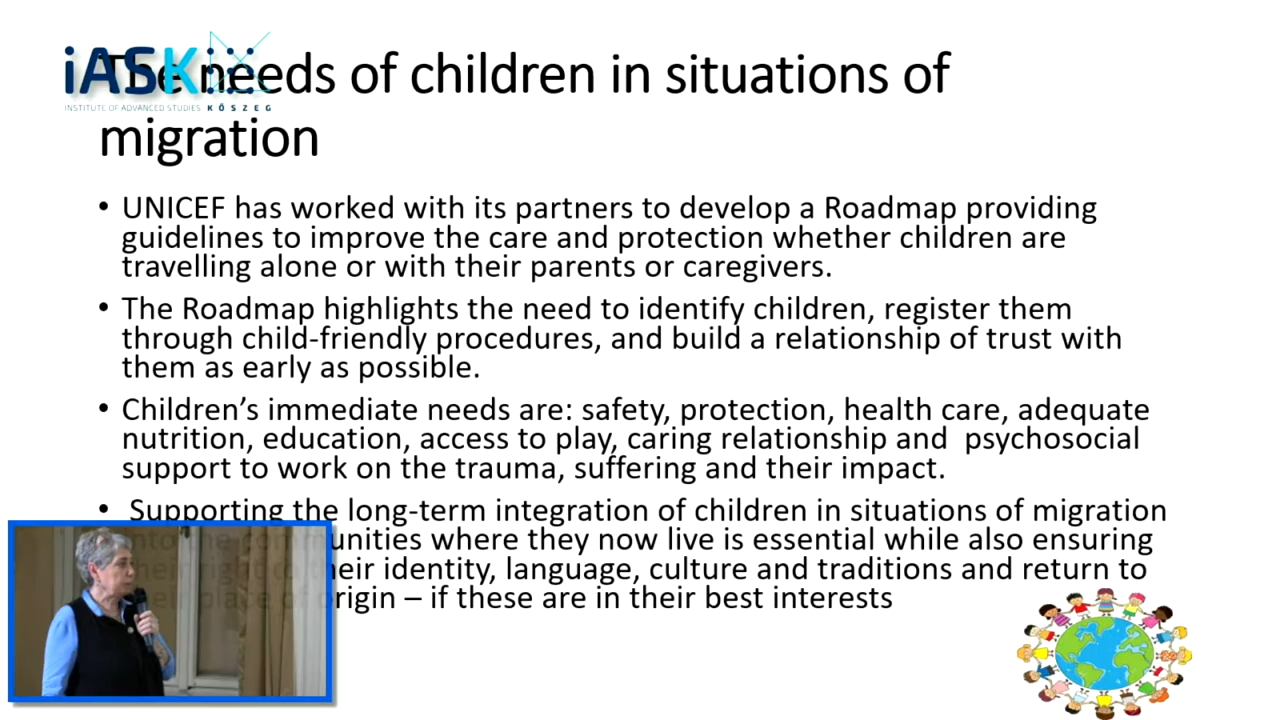 iASK
INSTITUTE OF ADVANCED STUDIES KŐSZEG
The needs of children in situations of
migration
• UNICEF has worked with its partners to develop a Roadmap providing
guidelines to improve the care and protection whether children are
travelling alone or with their parents or caregivers.
• The Roadmap highlights the need to identify children, register them
through child-friendly procedures, and build a relationship of trust with
them as early as possible.
• Children’s immediate needs are: safety, protection, health care, adequate
nutrition, education, access to play, caring relationship and psychosocial
support to work on the trauma, suffering and their impact.
• Supporting the long-term integration of children in situations of migration
into the communities where they now live is essential while also ensuring
their right to their identity, language, culture and traditions and return to
their place of origin – if these are in their best interests